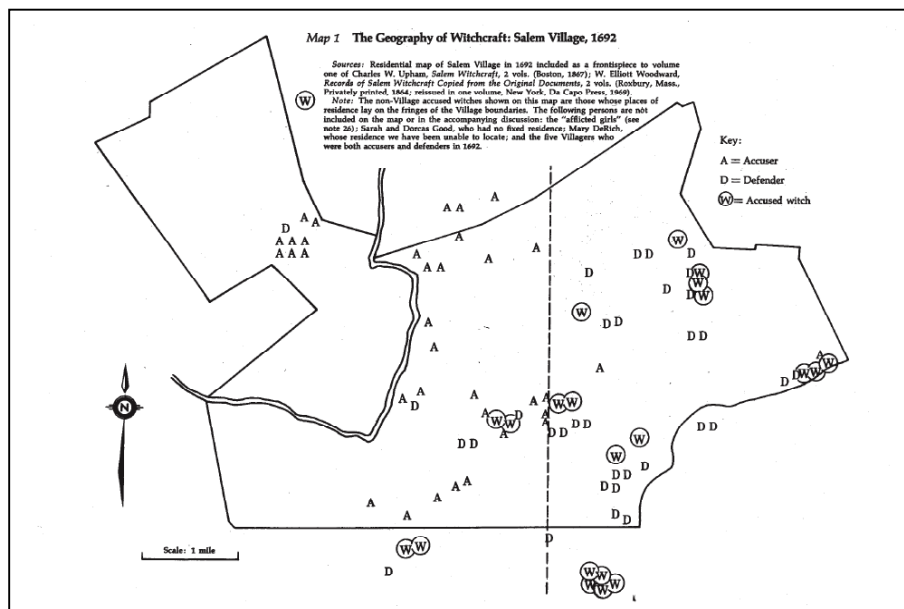 Map 1 The Geography of Witchcraft: Salem Village, 1692
Sources: Residential map of Salem Village in 1692 included as a frontispiece to volume
one of Charles W. Upham, Salem Witchcraft, 2 vols. (Boston, 1867); W. Elliott Woodward,
Records of Salem Witchcraft Copied from the Original Documents, 2 vols. (Roxbury, Mass.,
Privately printed, 1864; reissued in one volume, New York, Da Capo Press, 1969).
Note: The non-Village accused witches shown on this map are those whose places of
residence lay on the fringes of the Village boundaries. The following persons are not
included on the map or in the accompanying discussion: the "afflicted girls" (see
note 26); Sarah and Dorcas Good, who had no fixed residence; Mary DeRich,
whose residence we have been unable to locate; and the five Villagers who
were both accusers and defenders in 1692.
W
Key:
A = Accuser
D = Defender
W = Accused witch
A
A A
A
D A
A A A
A A A
A
A
A A
A
A
W
D D
D
D
D W
W
D W
D
W
D D
D D
A
A
A
A
D W W W
D
A A
D
A
A
W W
D
A
A A
A
A
W W
D D
D D
D D
D D
W
W
D
D D
D D
A
A A
A
A
D
D
D
W W
D
W W
W W W
N
Scale: 1 mile